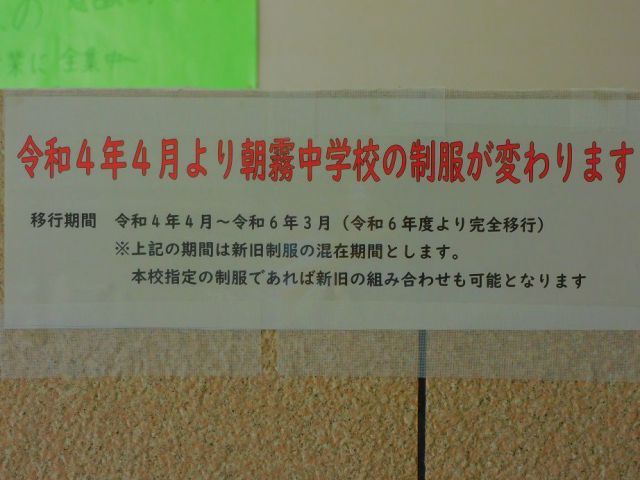 業に全集中〜
令和4年4月より朝霧中学校の制服が変わります
移行期間　令和4年4月〜令和6年3月（令和6年度より完全移行）
※上記の期間は新旧制服の混在期間とします。
本校指定の制服であれば新旧の組み合わせも可能となります